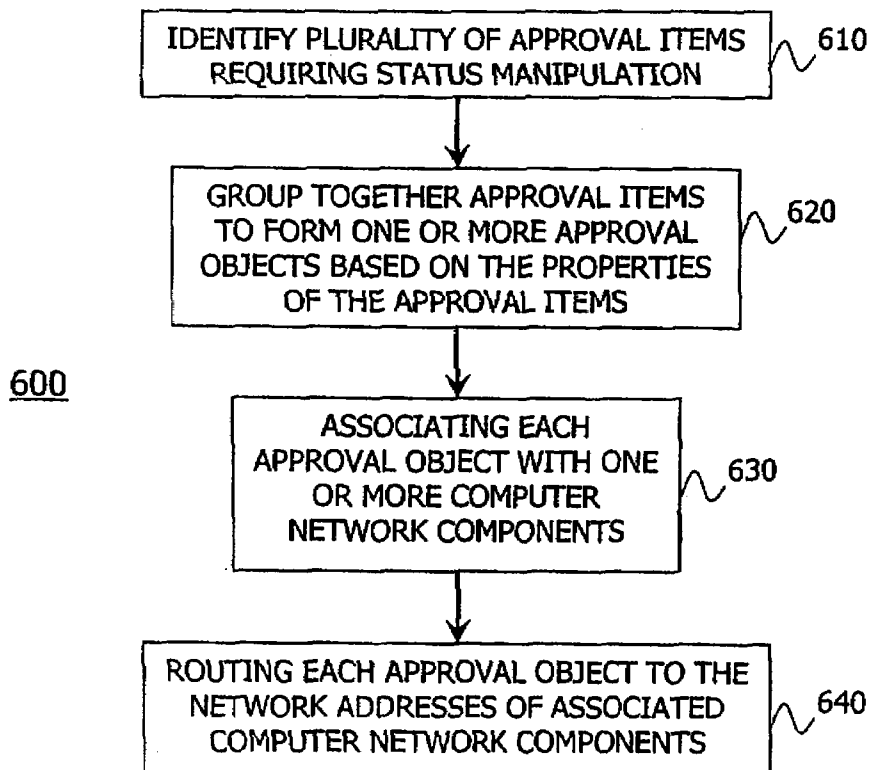 IDENTIFY PLURALITY OF APPROVAL ITEMS
REQUIRING STATUS MANIPULATION
610
GROUP TOGETHER APPROVAL ITEMS
TO FORM ONE OR MORE APPROVAL
OBJECTS BASED ON THE PROPERTIES
OF THE APPROVAL ITEMS
620
600
ASSOCIATING EACH
APPROVAL OBJECT WITH ONE
OR MORE COMPUTER
NETWORK COMPONENTS
630
ROUTING EACH APPROVAL OBJECT TO THE
NETWORK ADDRESSES OF ASSOCIATED
COMPUTER NETWORK COMPONENTS
640